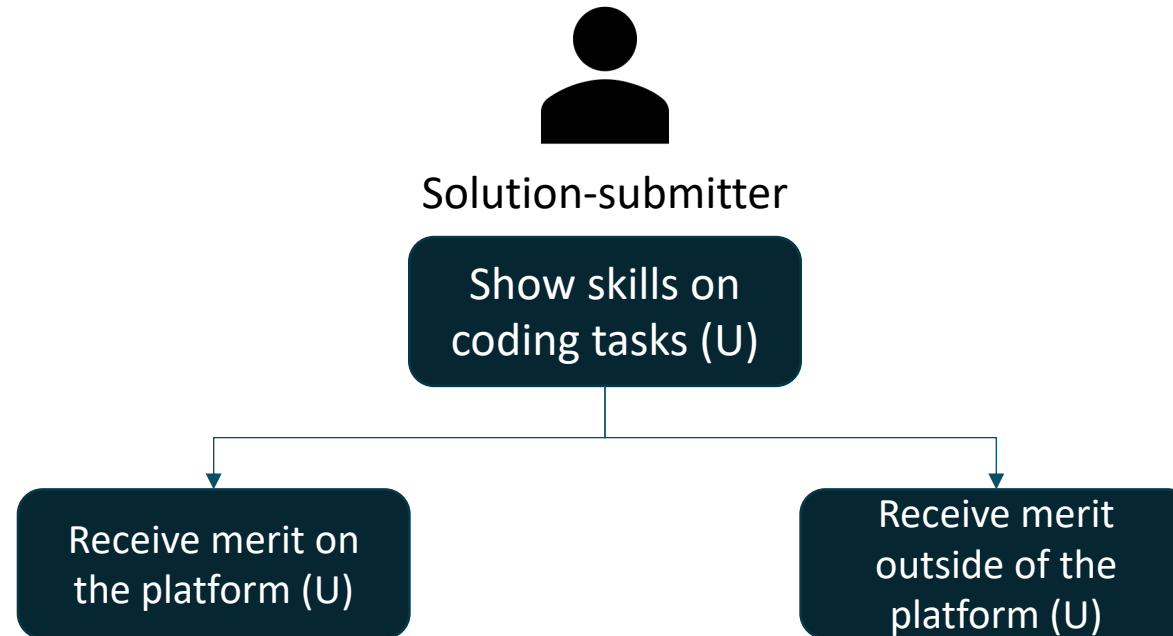 Solution-submitter
Show skills on
coding tasks (U)
Receive merit on
the platform (U)
Receive merit
outside of the
platform (U)